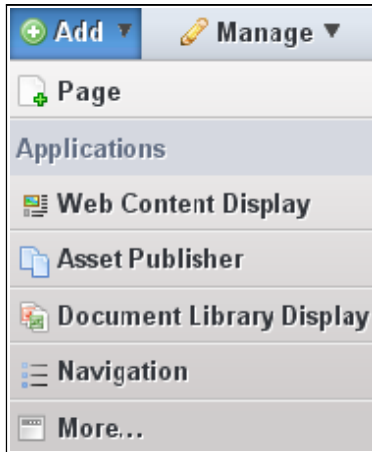 Add Manage
Page
Applications
Web Content Display
Asset Publisher
Document Library Display
Navigation
More...